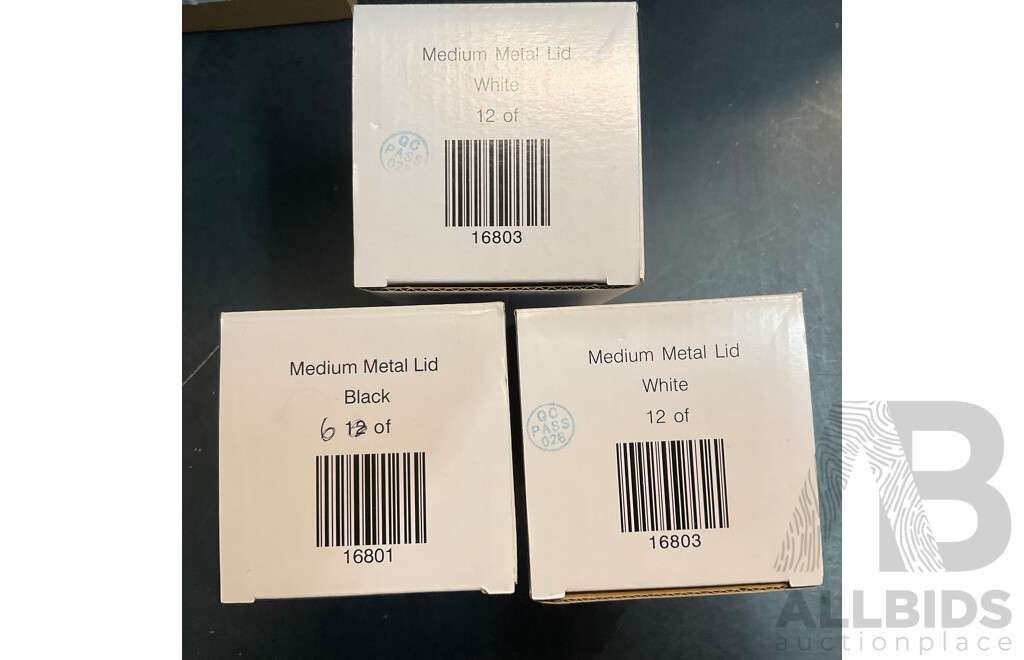 Medium Metal Lid
White
12 of
QC
PASS
16803
Medium Metal Lid
Black
6 12 of
16801
Medium Metal Lid
White
12 of
QC
PASS
026
16803
AB
ALLBIDS
auctionplace